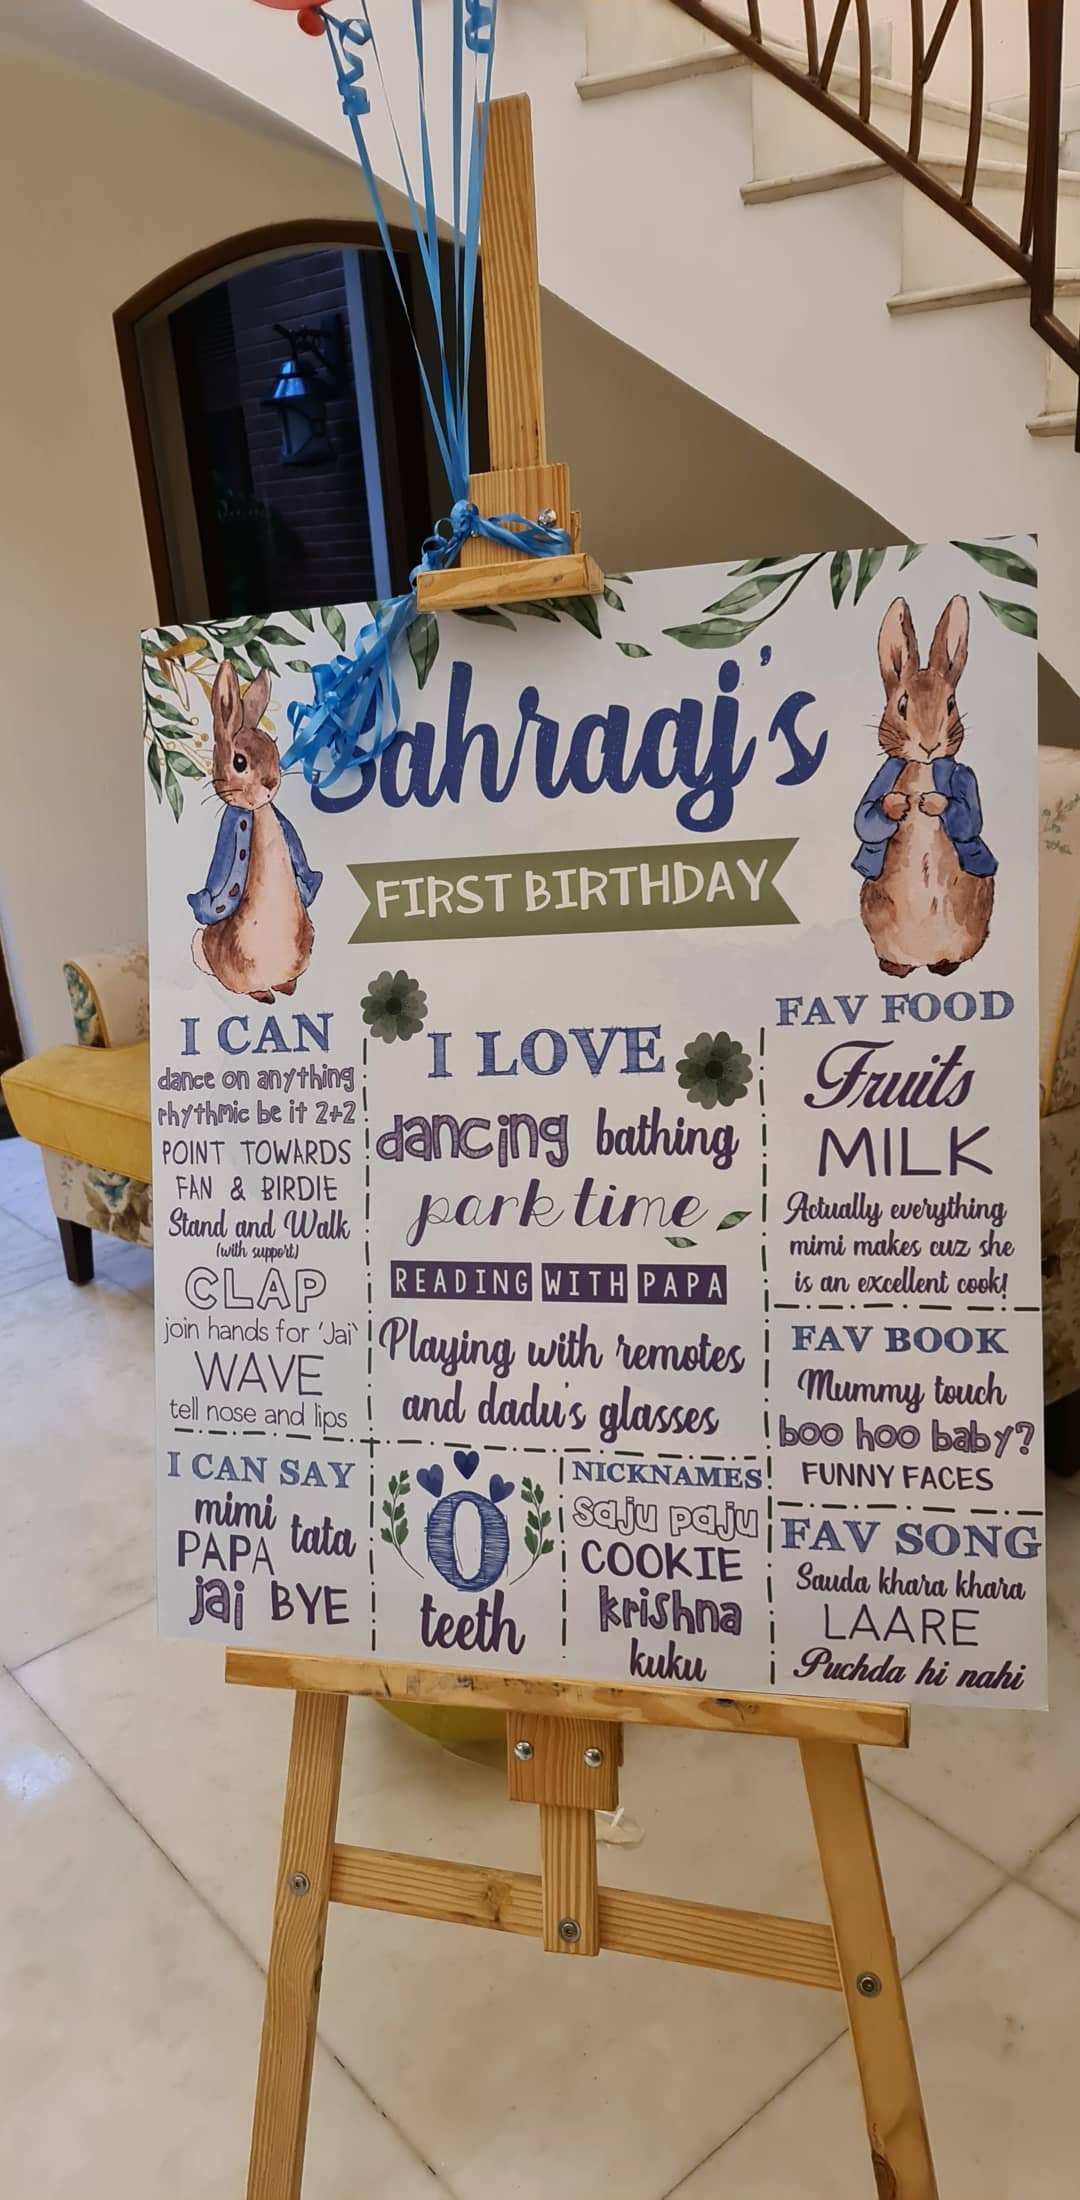 Sahraaj's
FIRST BIRTHDAY
I CAN
dance on anything
rhythmic be it 2+2
POINT TOWARDS
FAN & BIRDIE
Stand and Walk
(with support)
CLAP
join hands for 'Jai'
WAVE
tell nose and lips
I LOVE
dancing bathing
park time
READING WITH PAPA
Playing with remotes
and dadu's glasses
FAV FOOD
Fruits
MILK
Actually everything
mimi makes cuz she
is an excellent cook!
FAV BOOK
Mummy touch
boo hoo baby?
FUNNY FACES
I CAN SAY
mimi tata
PAPA
jai BYE
0
teeth
NICKNAMES
saju paju
COOKIE
krishna
kuku
FAV SONG
Sauda khara khara
LAARE
Puchda hi nahi